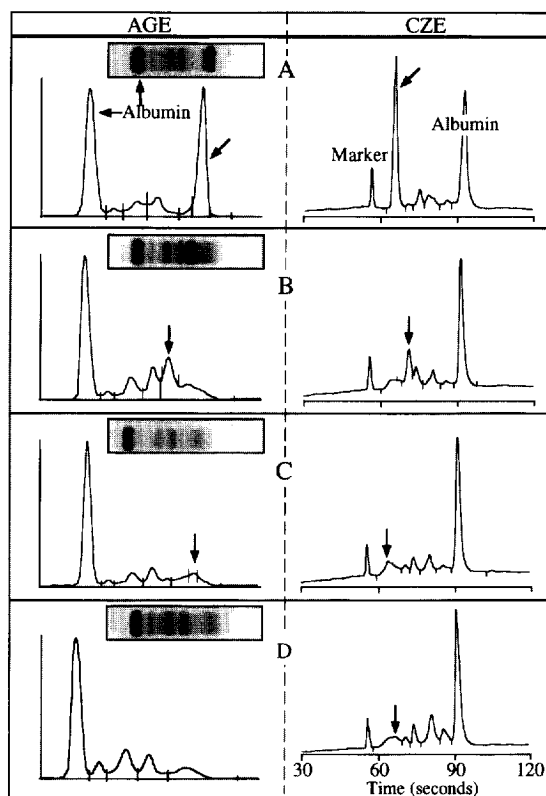 AGE CZE
A
Albumin
Marker
Albumin
B
C
D
30 60 90 120
Time (seconds)